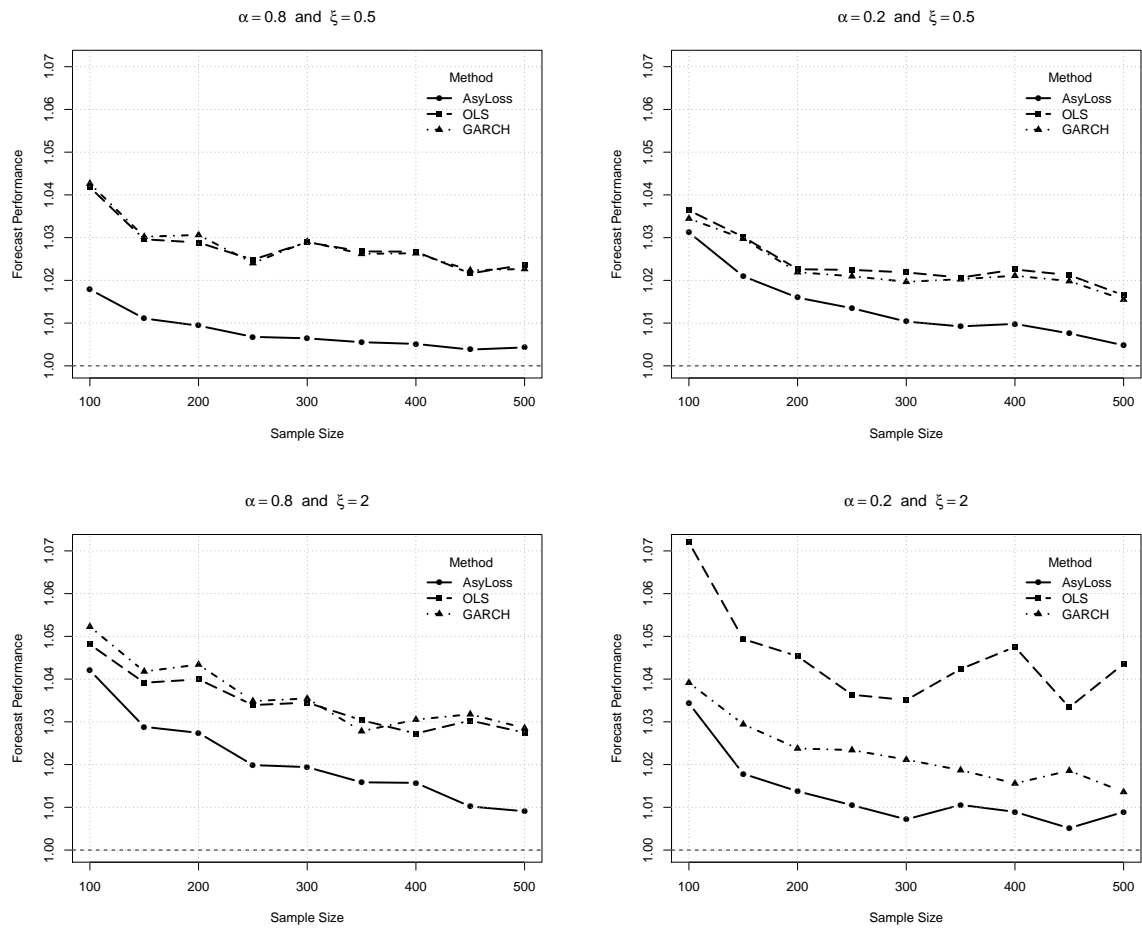 α = 0.8 and ξ = 0.5
Forecast Performance
1.00 1.01 1.02 1.03 1.04 1.05 1.06 1.07
Method
AsyLoss
OLS
GARCH
100 200 300 400 500
Sample Size
α = 0.2 and ξ = 0.5
Forecast Performance
1.00 1.01 1.02 1.03 1.04 1.05 1.06 1.07
Method
AsyLoss
OLS
GARCH
100 200 300 400 500
Sample Size
α = 0.8 and ξ = 2
Forecast Performance
1.00 1.01 1.02 1.03 1.04 1.05 1.06 1.07
Method
AsyLoss
OLS
GARCH
100 200 300 400 500
Sample Size
α = 0.2 and ξ = 2
Forecast Performance
1.00 1.01 1.02 1.03 1.04 1.05 1.06 1.07
Method
AsyLoss
OLS
GARCH
100 200 300 400 500
Sample Size